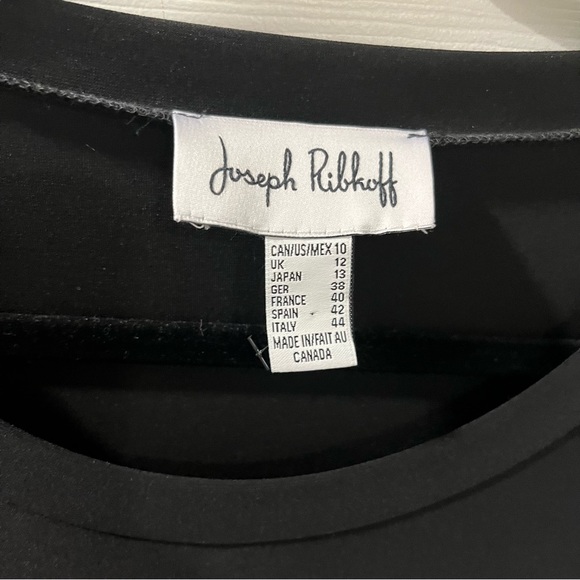 Joseph Ribkoff
CAN/US/MEX 10
UK 12
JAPAN 13
GER 38
FRANCE 40
SPAIN 42
ITALY 44
MADE IN/FAIT AU
CANADA